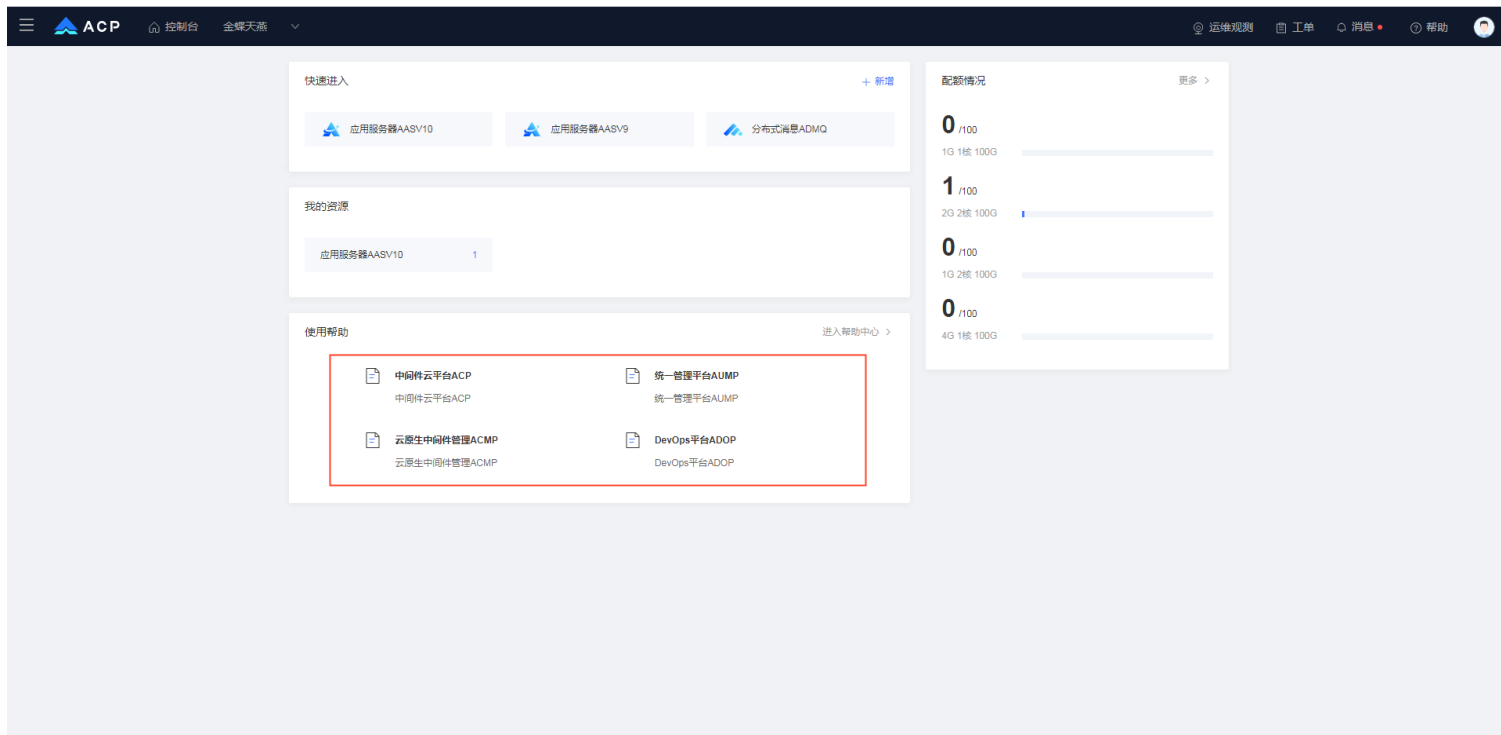 ACP 控制台 金蝶天燕 运维观测 工单 消息 帮助
快速进入 + 新增
应用服务器AASV10 应用服务器AASV9 分布式消息ADMQ
我的资源
应用服务器AASV10 1
使用帮助 进入帮助中心 >
中间件云平台ACP 统一管理平台AUMP
中间件云平台ACP 统一管理平台AUMP
云原生中间件管理ACMP DevOps平台ADOP
云原生中间件管理ACMP DevOps平台ADOP
配额情况 更多 >
0 /100
1G 1核 100G
1 /100
2G 2核 100G
0 /100
1G 2核 100G
0 /100
4G 1核 100G